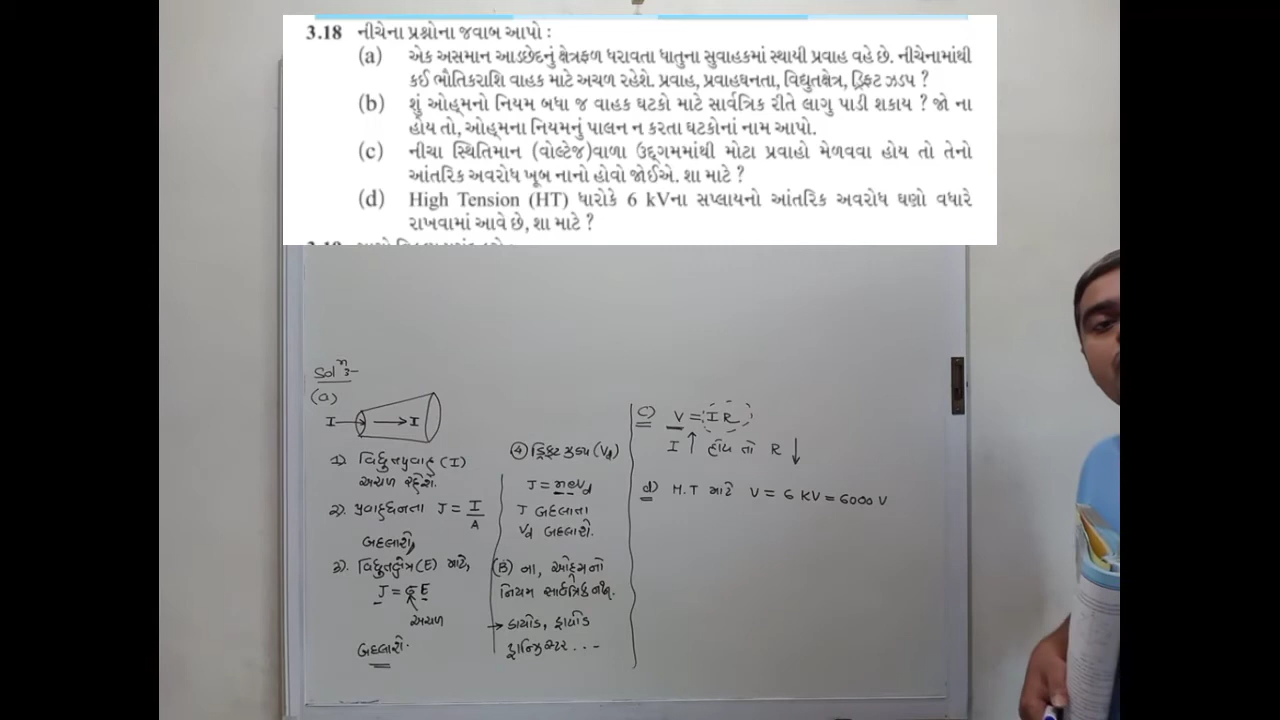 3.18 નીચેના પ્રશ્નોના જવાબ આપો :
(a) એક અસમાન આડછેદનું ક્ષેત્રફળ ધરાવતા ધાતુના સુવાહકમાં સ્થાયી પ્રવાહ વહે છે. નીચેનામાંથી
કઈ ભૌતિકરાશિ વાહક માટે અચળ રહેશે. પ્રવાહ, પ્રવાહઘનતા, વિદ્યુતક્ષેત્ર, ડ્રિફ્ટ ઝડપ ?
(b) શું ઓહ્‌મનો નિયમ બધા જ વાહક ઘટકો માટે સાર્વત્રિક રીતે લાગુ પાડી શકાય ? જો ના
હોય તો, ઓહ્‌મના નિયમનું પાલન ન કરતા ઘટકોનાં નામ આપો.
(c) નીચા સ્થિતિમાન (વોલ્ટેજ)વાળા ઉદ્દ્ગમમાંથી મોટા પ્રવાહો મેળવવા હોય તો તેનો
આંતરિક અવરોધ ખૂબ નાનો હોવો જોઈએ. શા માટે ?
(d) High Tension (HT) ધારોકે 6 kVના સપ્લાયનો આંતરિક અવરોધ ઘણો વધારે
રાખવામાં આવે છે, શા માટે ?
Solⁿ :-
(a)
I → I
1). વિદ્યુતપ્રવાહ (I)
અચળ રહેશે.
2). પ્રવાહઘનતા J = I/A
બદલાશે
3). વિદ્યુતક્ષેત્ર (E) માટે,
J = σE
અચળ
બદલાશે.
④ ડ્રિફ્ટ ઝડપ (Vd)
J = neVd
J બદલાતા
Vd બદલાશે.
(B) ના, ઓહ્મનો
નિયમ સાર્વત્રિક નથી.
→ ડાયોડ, ટ્રાયોડ
ટ્રાન્ઝિસ્ટર . . -
C) V = IR
I ↑ હોય તો R ↓
d) H.T માટે V = 6 KV = 6000 V